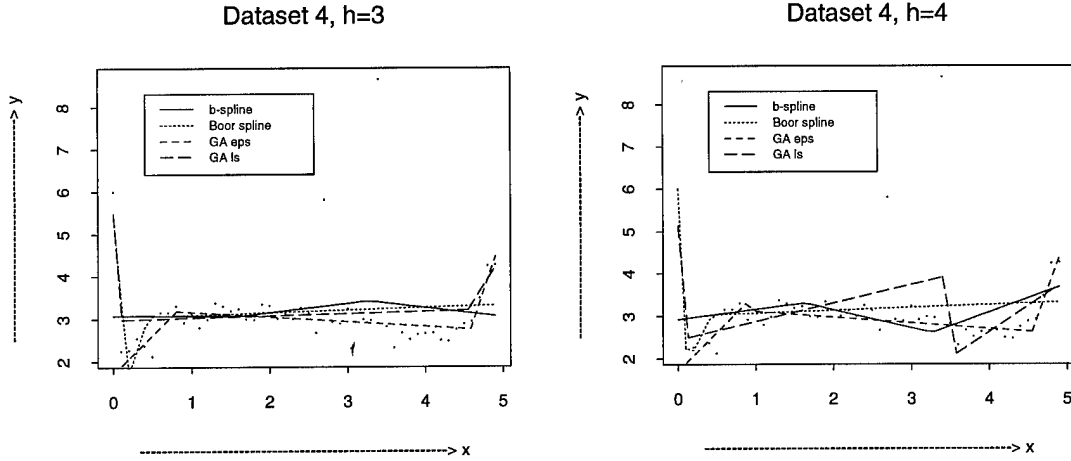 Dataset 4, h=3
y
8
7
6
5
4
3
2
b-spline
Boor spline
GA eps
GA ls
0 1 2 3 4 5
x
Dataset 4, h=4
y
8
7
6
5
4
3
2
b-spline
Boor spline
GA eps
GA ls
0 1 2 3 4 5
x